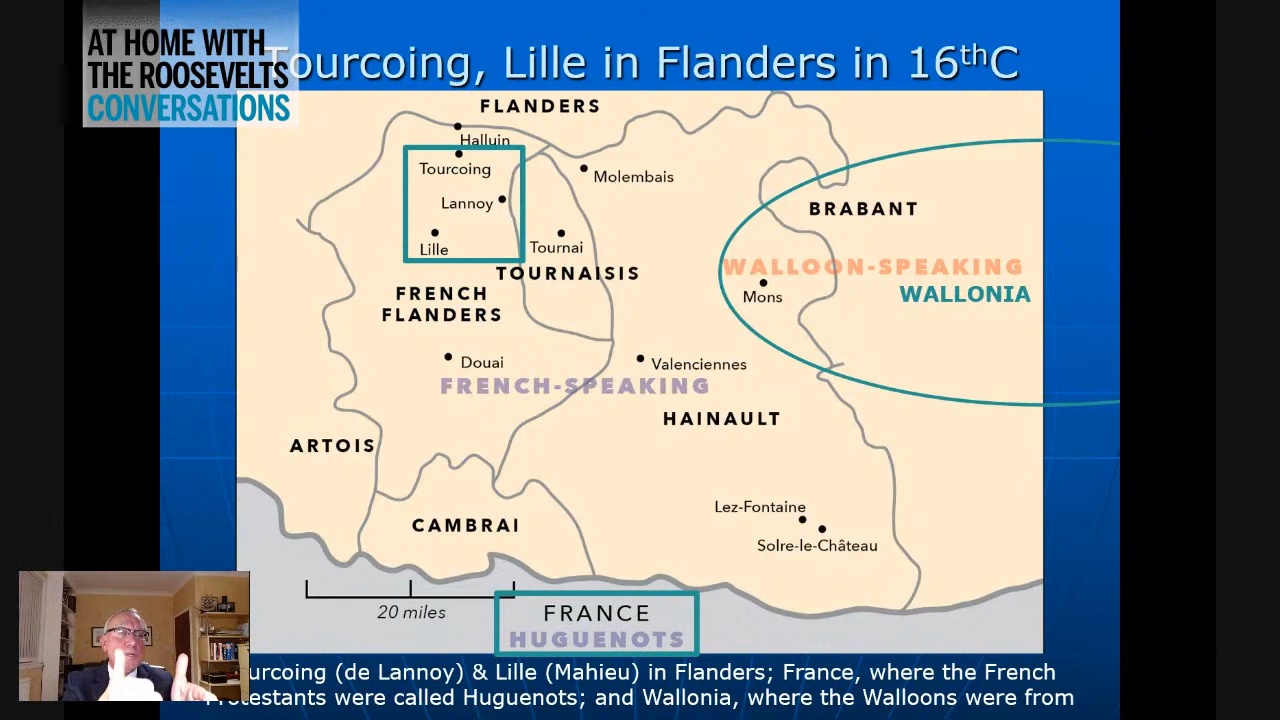 AT HOME WITH
THE ROOSEVELTS
CONVERSATIONS
Tourcoing, Lille in Flanders in 16thC
FLANDERS
Halluin
Tourcoing
Molembais
Lannoy
BRABANT
Lille
Tournai
TOURNAISIS
WALLOON-SPEAKING
WALLONIA
Mons
FRENCH
FLANDERS
Douai
Valenciennes
FRENCH-SPEAKING
HAINAULT
ARTOIS
Lez-Fontaine
CAMBRAI
Solre-le-Château
20 miles
FRANCE
HUGUENOTS
urcoing (de Lannoy) & Lille (Mahieu) in Flanders; France, where the French
Protestants were called Huguenots; and Wallonia, where the Walloons were from